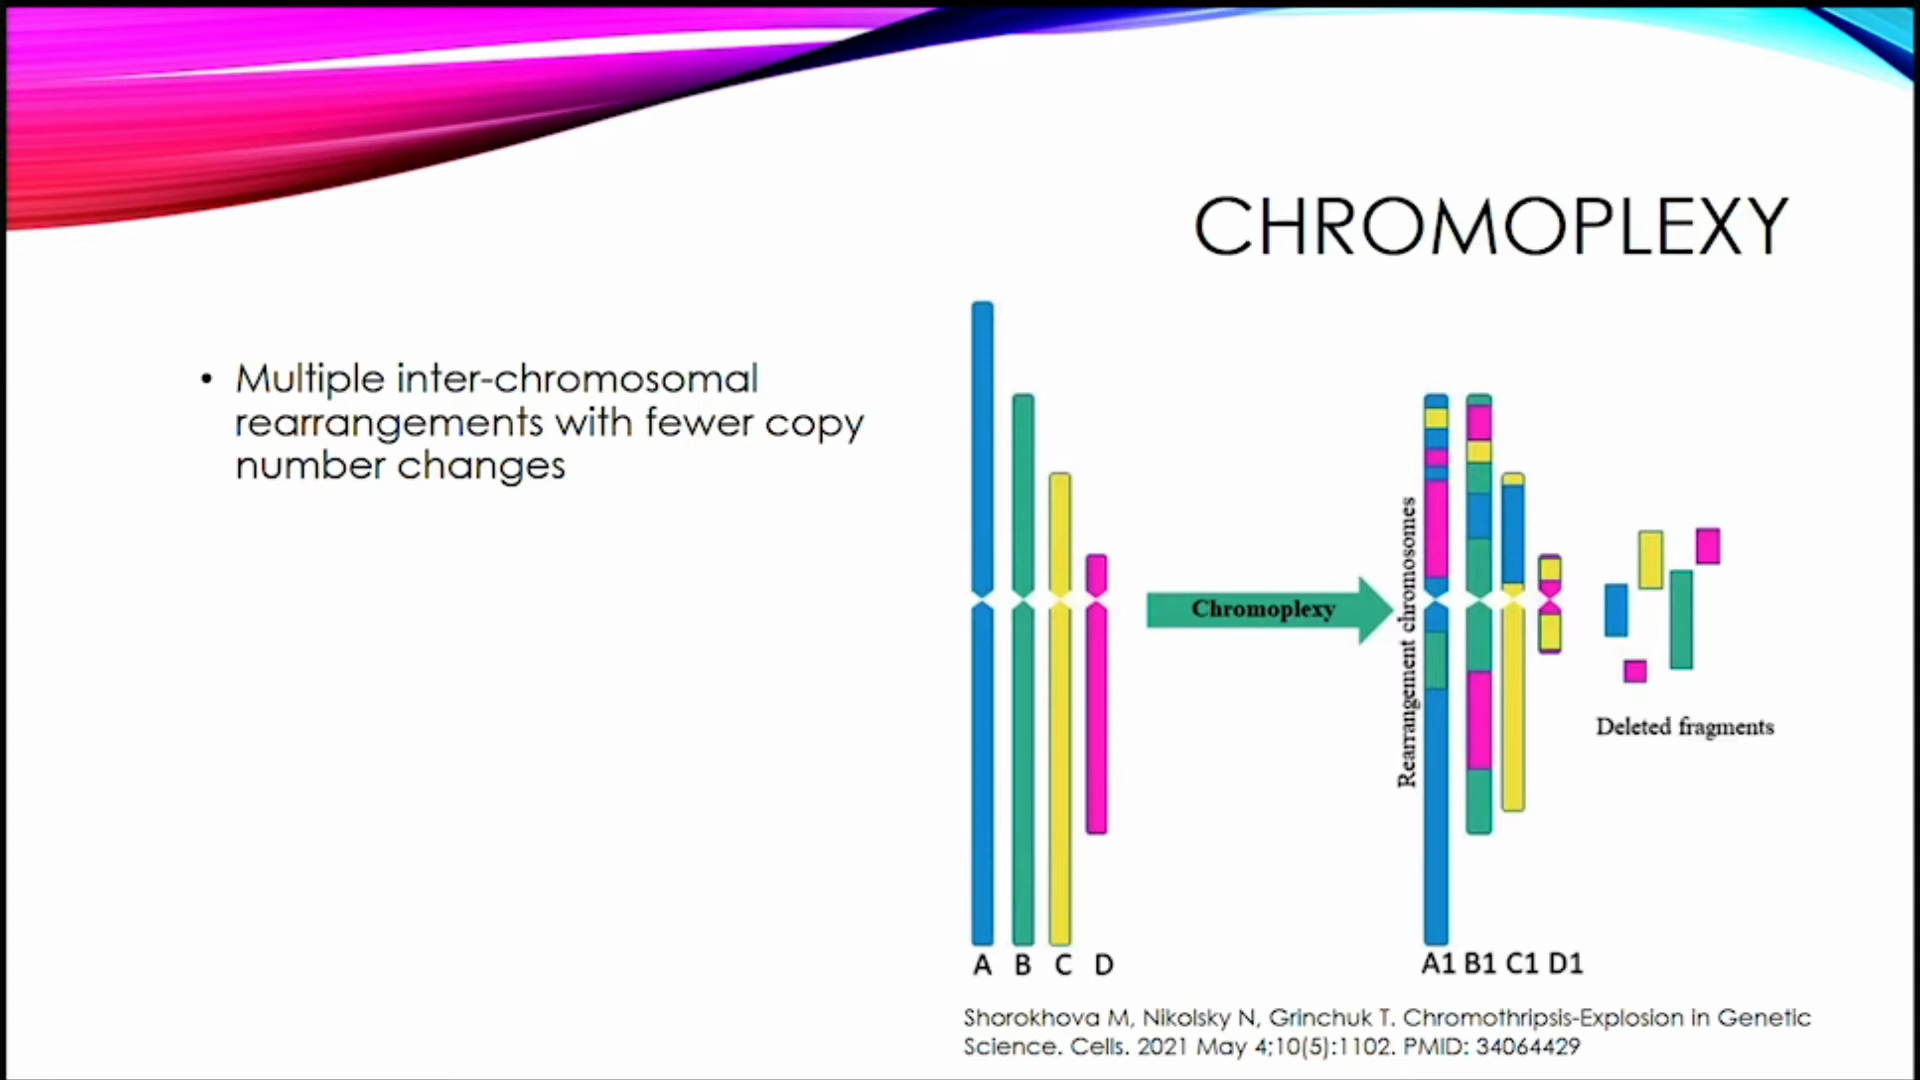 CHROMOPLEXY
• Multiple inter-chromosomal
rearrangements with fewer copy
number changes
Chromoplexy
Rearrangement chromosomes
Deleted fragments
A B C D
A1 B1 C1 D1
Shorokhova M, Nikolsky N, Grinchuk T. Chromothripsis-Explosion in Genetic
Science. Cells. 2021 May 4;10(5):1102. PMID: 34064429